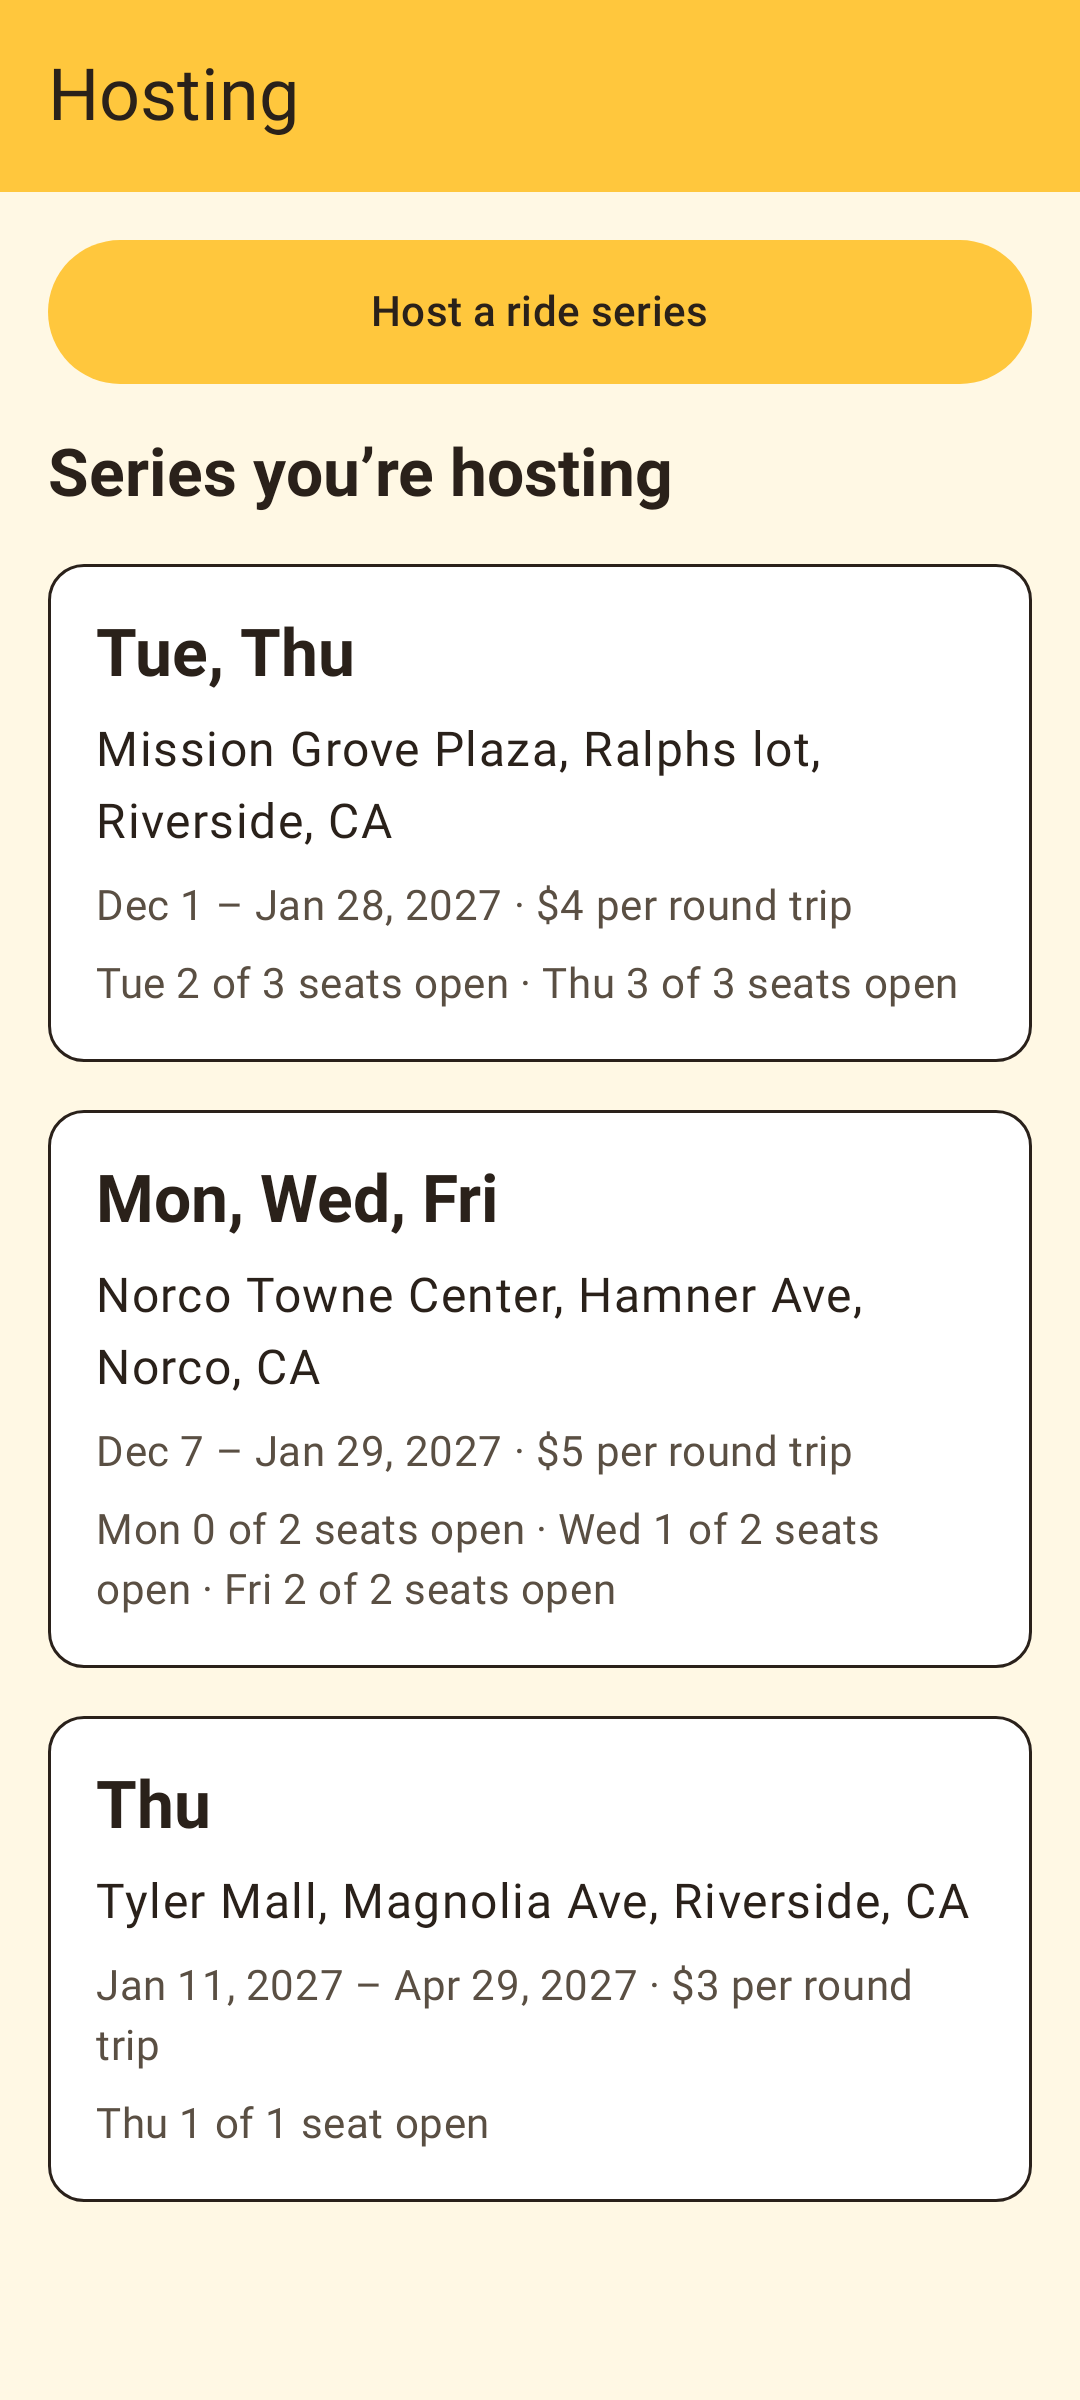 Hosting
Host a ride series
Series you’re hosting
Tue, Thu
Mission Grove Plaza, Ralphs lot,
Riverside, CA
Dec 1 – Jan 28, 2027 · $4 per round trip
Tue 2 of 3 seats open · Thu 3 of 3 seats open
Mon, Wed, Fri
Norco Towne Center, Hamner Ave,
Norco, CA
Dec 7 – Jan 29, 2027 · $5 per round trip
Mon 0 of 2 seats open · Wed 1 of 2 seats
open · Fri 2 of 2 seats open
Thu
Tyler Mall, Magnolia Ave, Riverside, CA
Jan 11, 2027 – Apr 29, 2027 · $3 per round
trip
Thu 1 of 1 seat open